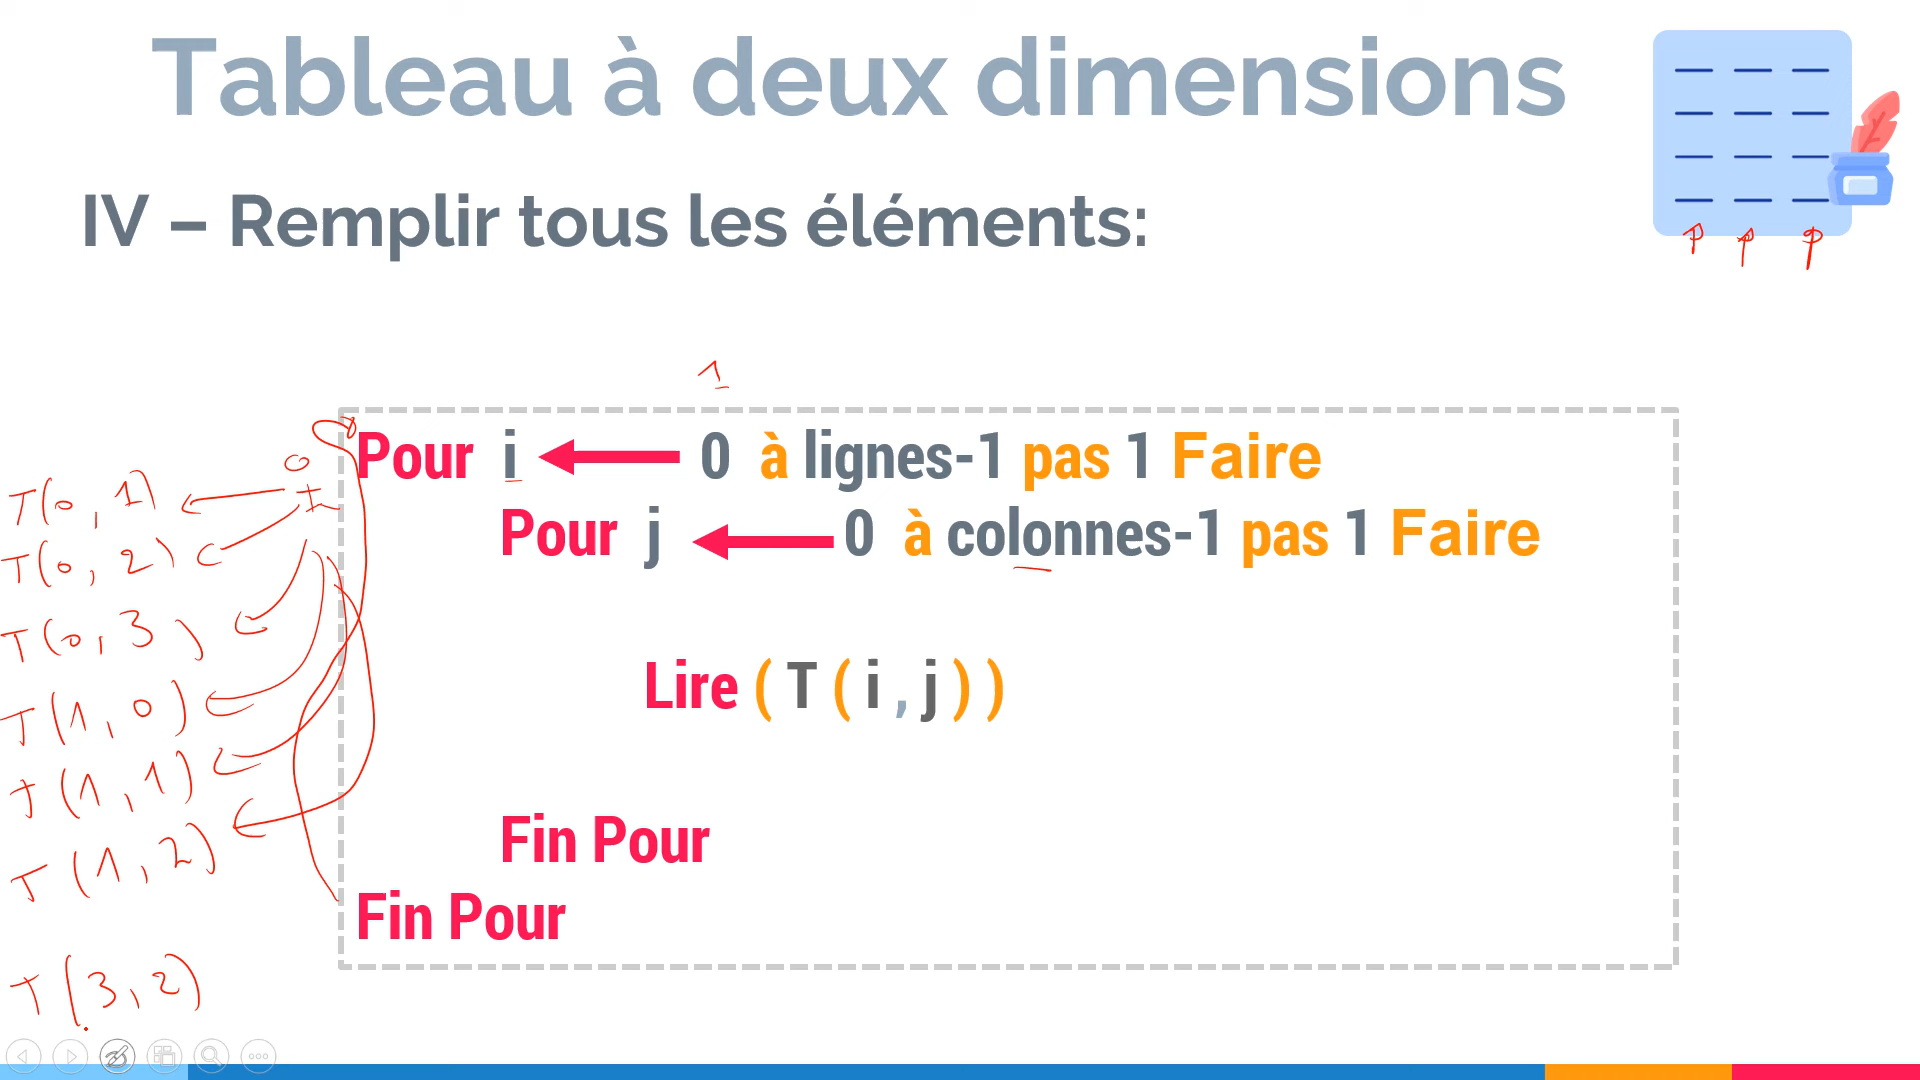 Tableau à deux dimensions
IV – Remplir tous les éléments:
P P P
1
Pour i 0 à lignes-1 pas 1 Faire
Pour j 0 à colonnes-1 pas 1 Faire
Lire ( T ( i , j ) )
Fin Pour
Fin Pour
0
T(0, 1)
T(0, 2)
T(0, 3)
T(1, 0)
T(1, 1)
T(1, 2)
T(3, 2)